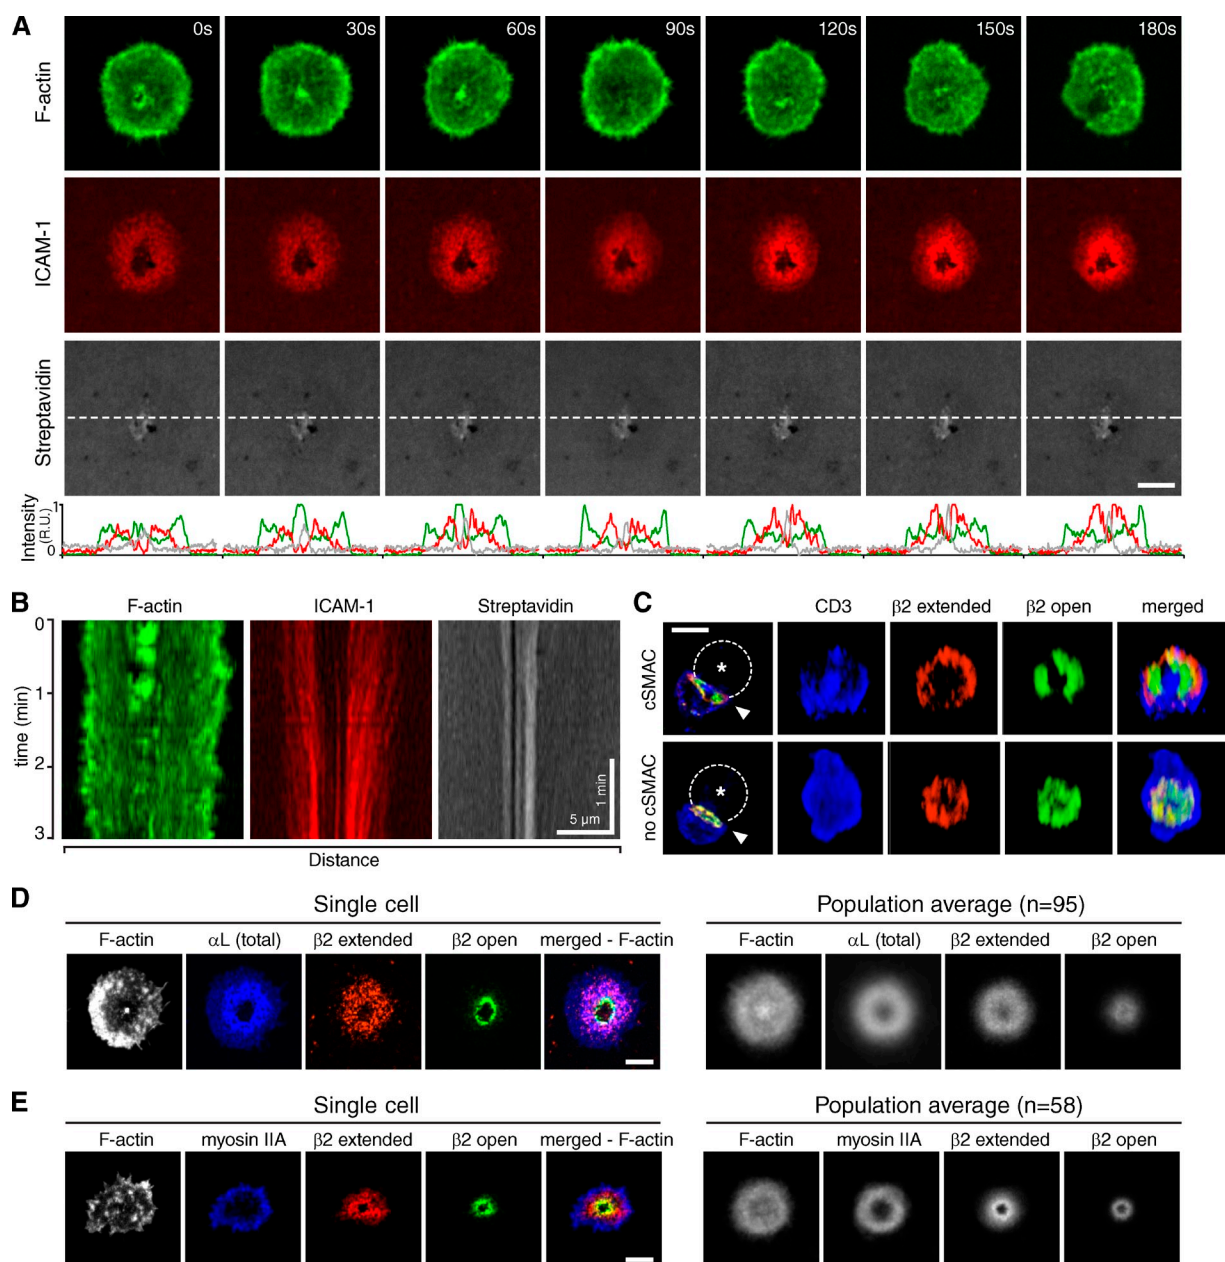 A
0s 30s 60s 90s 120s 150s 180s
F-actin
ICAM-1
Streptavidin
Intensity
(R.U.)
1
0
B
F-actin ICAM-1 Streptavidin
time (min)
0
1
2
3
1 min
5 µm
Distance
C
CD3 β2 extended β2 open merged
cSMAC
*
no cSMAC
*
D
Single cell Population average (n=95)
F-actin αL (total) β2 extended β2 open merged - F-actin F-actin αL (total) β2 extended β2 open
E
Single cell Population average (n=58)
F-actin myosin IIA β2 extended β2 open merged - F-actin F-actin myosin IIA β2 extended β2 open